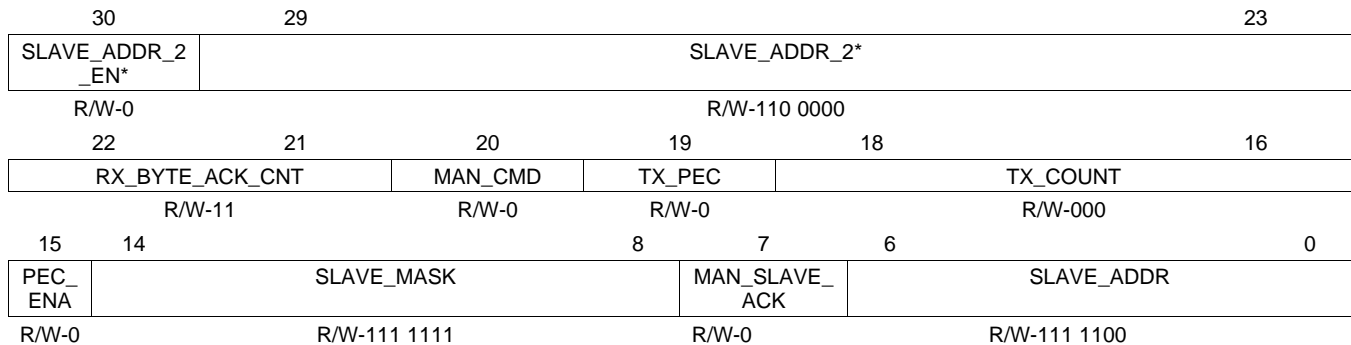 30 29 23
SLAVE_ADDR_2
_EN* SLAVE_ADDR_2*
R/W-0 R/W-110 0000
22 21 20 19 18 16
RX_BYTE_ACK_CNT MAN_CMD TX_PEC TX_COUNT
R/W-11 R/W-0 R/W-0 R/W-000
15 14 8 7 6 0
PEC_
ENA SLAVE_MASK MAN_SLAVE_
ACK SLAVE_ADDR
R/W-0 R/W-111 1111 R/W-0 R/W-111 1100